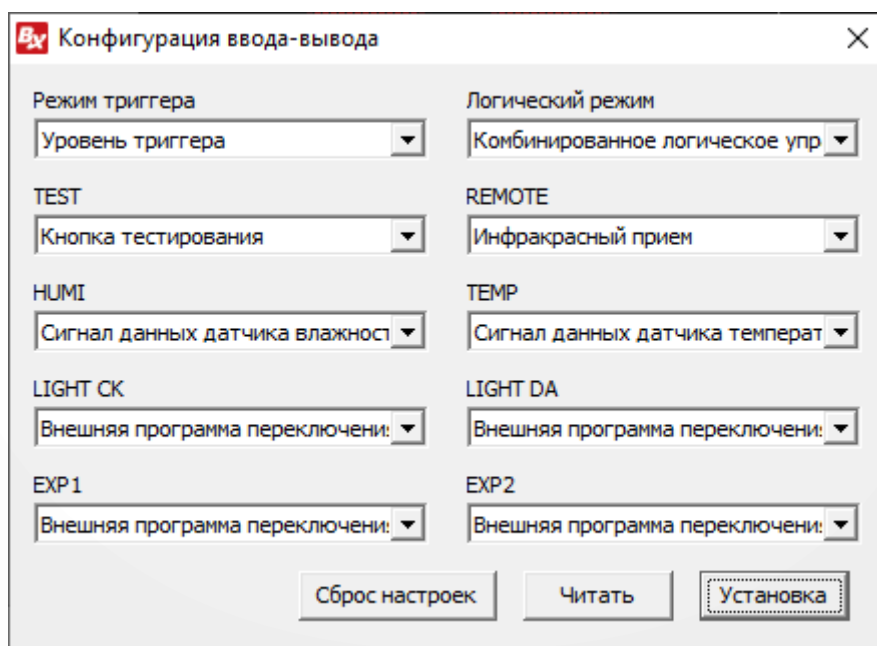 BX Конфигурация ввода-вывода
Режим триггера
Логический режим
Уровень триггера
Комбинированное логическое упр
TEST
REMOTE
Кнопка тестирования
Инфракрасный прием
HUMI
TEMP
Сигнал данных датчика влажност
Сигнал данных датчика температ
LIGHT CK
LIGHT DA
Внешняя программа переключени
Внешняя программа переключени
EXP1
EXP2
Внешняя программа переключени
Внешняя программа переключени
Сброс настроек
Читать
Установка